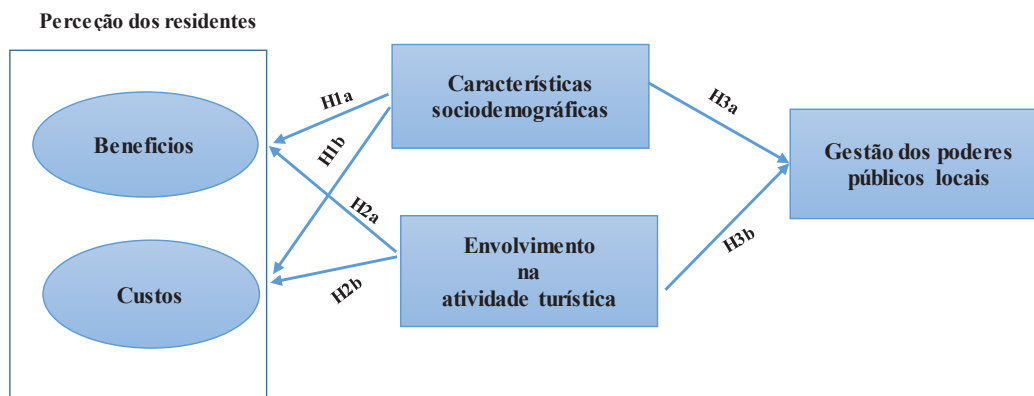 Perceção dos residentes
Beneficios
Custos
H1a
H1b
H2a
H2b
Características
sociodemográficas
Envolvimento
na
atividade turística
H3a
H3b
Gestão dos poderes
públicos locais